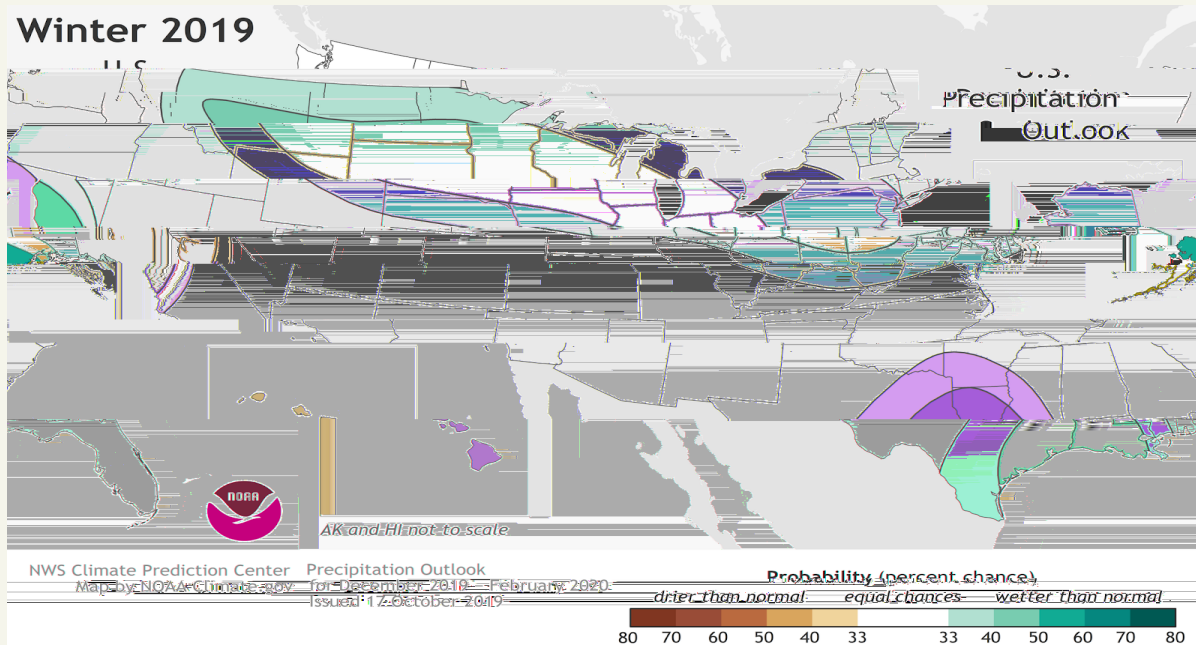 Winter 2019
U.S.
U.S.
Precipitation
Outlook
NOAA
AK and HI not to scale
NWS Climate Prediction Center Precipitation Outlook
Map by NOAA Climate.gov for December 2019 – February 2020
Issued 17 October 2019
Probability (percent chance)
drier than normal equal chances wetter than normal
80 70 60 50 40 33 33 40 50 60 70 80